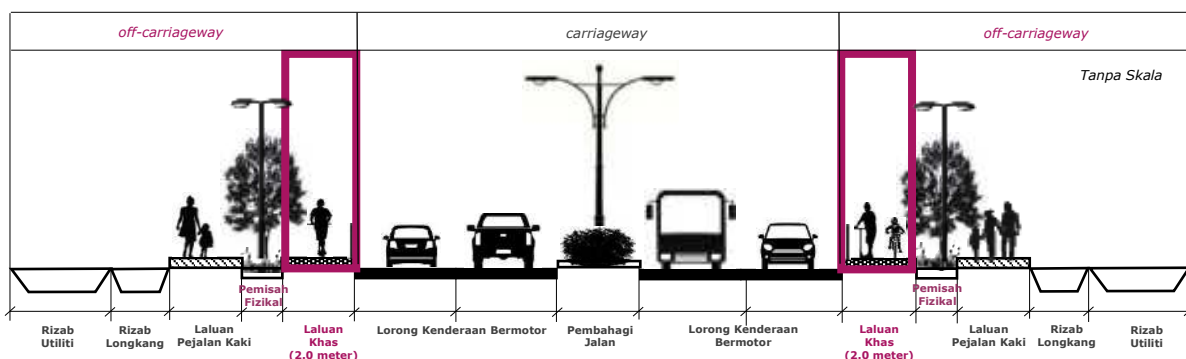 off-carriageway
carriageway
off-carriageway
Tanpa Skala
Pemisah
Fizikal
Pemisah
Fizikal
Rizab
Utiliti
Rizab
Longkang
Laluan
Pejalan Kaki
Laluan
Khas
(2.0 meter)
Lorong Kenderaan Bermotor
Pembahagi
Jalan
Lorong Kenderaan
Bermotor
Laluan
Khas
(2.0 meter)
Laluan
Pejalan Kaki
Rizab
Longkang
Rizab
Utiliti